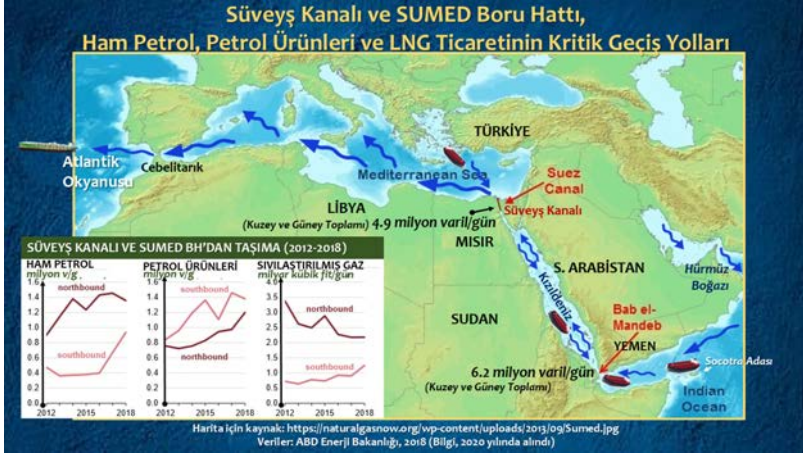 Süveyş Kanalı ve SUMED Boru Hattı,
Ham Petrol, Petrol Ürünleri ve LNG Ticaretinin Kritik Geçiş Yolları
TÜRKİYE
Atlantik
Okyanusu
Cebelitarık
Mediterranean Sea
Suez
Canal
Süveyş Kanalı
LİBYA
(Kuzey ve Güney Toplamı) 4.9 milyon varil/gün
MISIR
S. ARABİSTAN
Hürmüz
Boğazı
Kızıldeniz
SUDAN
Bab el-
Mandeb
YEMEN
6.2 milyon varil/gün
(Kuzey ve Güney Toplamı)
Socotra Adası
Indian
Ocean
SÜVEYŞ KANALI VE SUMED BH'DAN TAŞIMA (2012-2018)
HAM PETROL
milyon v/g
1.6
1.4
1.2
1.0
0.8
0.6
0.4
0.2
0.0
northbound
southbound
2012 2015 2018
PETROL ÜRÜNLERİ
milyon v/g
1.6
1.4
1.2
1.0
0.8
0.6
0.4
0.2
0.0
southbound
northbound
2012 2015 2018
SIVILAŞTIRILMIŞ GAZ
milyar kübik fit/gün
4.0
3.5
3.0
2.5
2.0
1.5
1.0
0.5
0.0
northbound
southbound
2012 2015 2018
Harita için kaynak: https://naturalgasnow.org/wp-content/uploads/2013/09/Sumed.jpg
Veriler: ABD Enerji Bakanlığı, 2018 (Bilgi, 2020 yılında alındı)